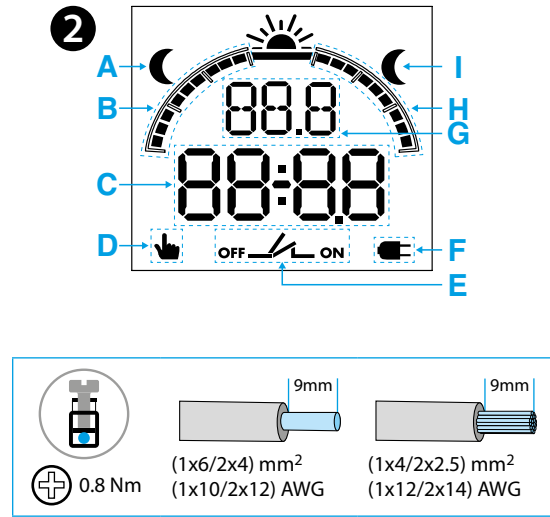 2
A
I
B
H
88.8
G
C
88:8.8
D
OFF
ON
F
E
9mm
9mm
0.8 Nm
(1x6/2x4) mm²
(1x10/2x12) AWG
(1x4/2x2.5) mm²
(1x12/2x14) AWG